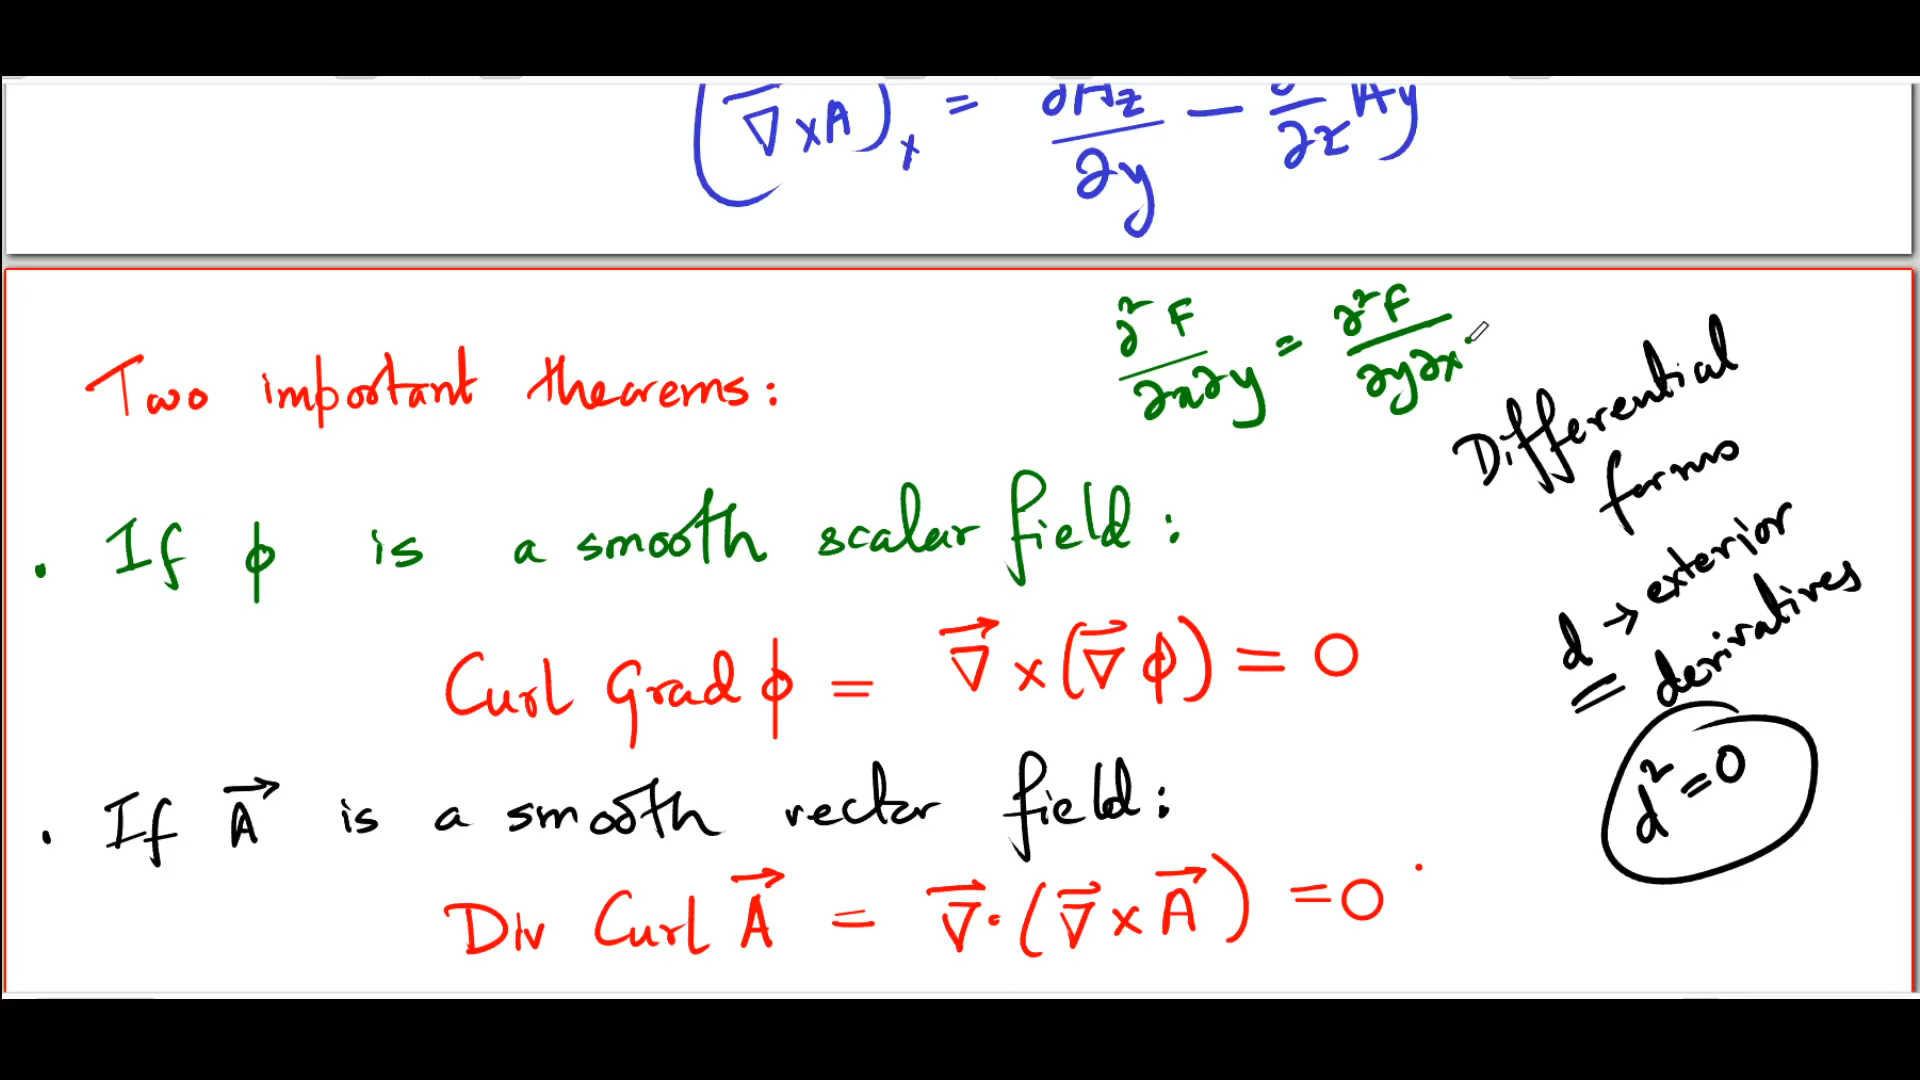 (∇⃗ × A)ₓ = ∂A_z/∂y − ∂/∂z A_y
∂²F/∂x∂y = ∂²F/∂y∂x
Two important theorems:
Differential
forms
• If φ is a smooth scalar field:
d → exterior
derivatives
Curl Grad φ = ∇⃗ × (∇⃗ φ) = 0
d² = 0
• If A⃗ is a smooth vector field:
Div Curl A⃗ = ∇⃗ · (∇⃗ × A⃗) = 0